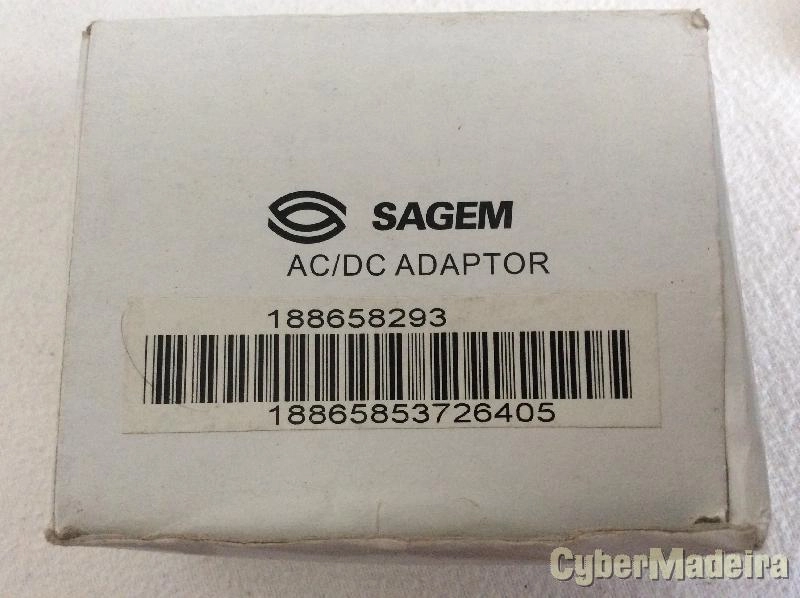 SAGEM
AC/DC ADAPTOR
188658293
18865853726405
CyberMadeira